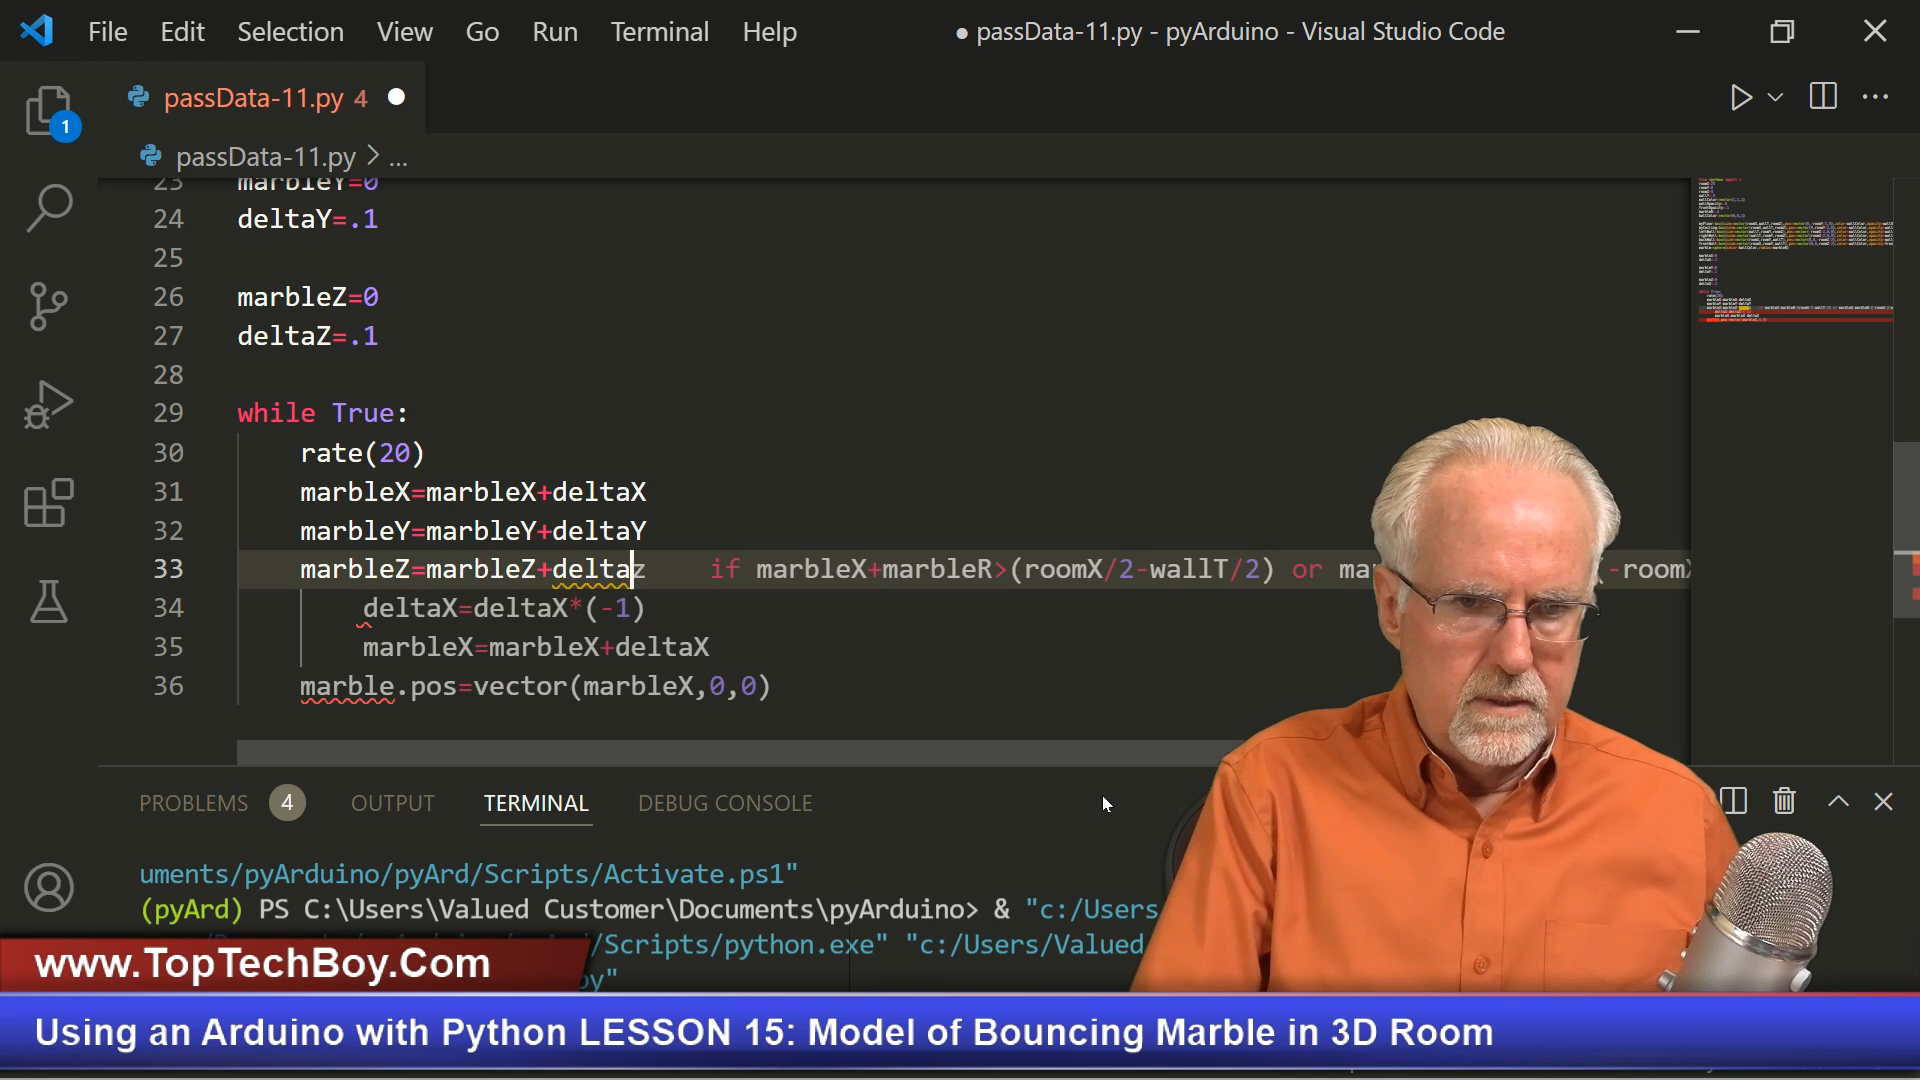 File Edit Selection View Go Run Terminal Help ● passData-11.py - pyArduino - Visual Studio Code
passData-11.py 4
1
passData-11.py > ...
23 marbleY=0
24 deltaY=.1
25
26 marbleZ=0
27 deltaZ=.1
28
29 while True:
30 rate(20)
31 marbleX=marbleX+deltaX
32 marbleY=marbleY+deltaY
33 marbleZ=marbleZ+deltaz if marbleX+marbleR>(roomX/2-wallT/2) or ma (-roomX
34 deltaX=deltaX*(-1)
35 marbleX=marbleX+deltaX
36 marble.pos=vector(marbleX,0,0)
PROBLEMS 4 OUTPUT TERMINAL DEBUG CONSOLE
uments/pyArduino/pyArd/Scripts/Activate.ps1"
(pyArd) PS C:\Users\Valued Customer\Documents\pyArduino> & "c:/Users
/Scripts/python.exe" "c:/Users/Valued
oy"
www.TopTechBoy.Com
Using an Arduino with Python LESSON 15: Model of Bouncing Marble in 3D Room